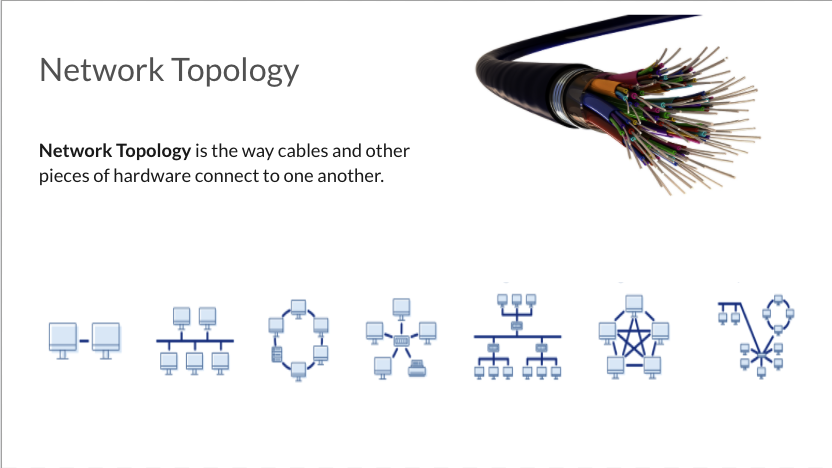 Network Topology
Network Topology is the way cables and other
pieces of hardware connect to one another.